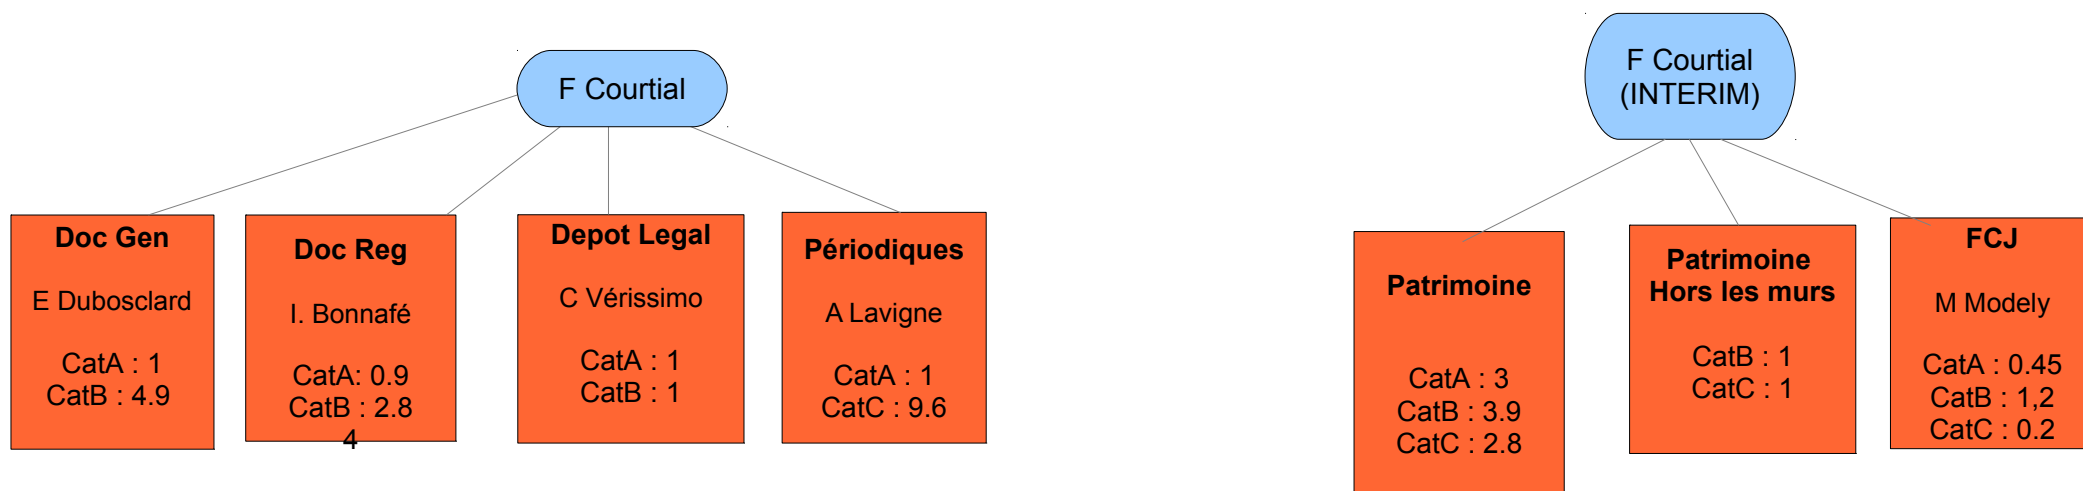 F Courtial
F Courtial
(INTERIM)
Doc Gen
E Dubosclard
CatA : 1
CatB : 4.9
Doc Reg
I. Bonnafé
CatA: 0.9
CatB : 2.8
4
Depot Legal
C Vérissimo
CatA : 1
CatB : 1
Périodiques
A Lavigne
CatA : 1
CatC : 9.6
Patrimoine
CatA : 3
CatB : 3.9
CatC : 2.8
Patrimoine
Hors les murs
CatB : 1
CatC : 1
FCJ
M Modely
CatA : 0.45
CatB : 1,2
CatC : 0.2